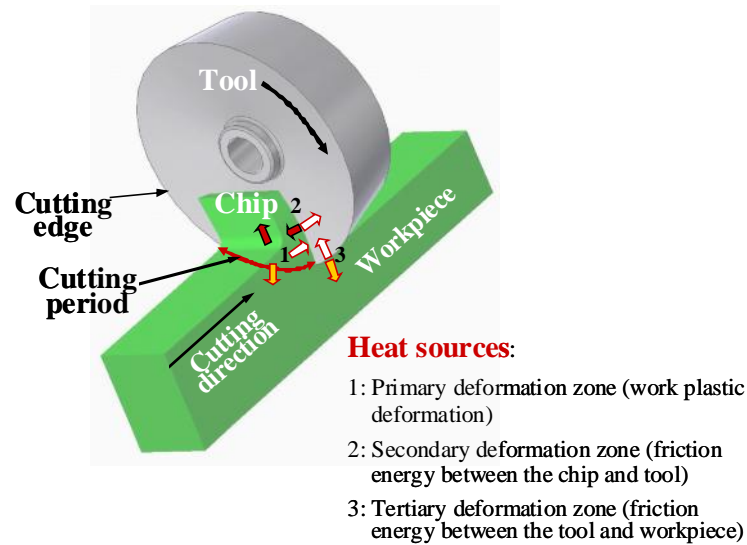 Tool
Chip
2
Cutting
edge
1
3
Workpiece
Cutting
period
Cutting
direction
Heat sources:
1: Primary deformation zone (work plastic
deformation)
2: Secondary deformation zone (friction
energy between the chip and tool)
3: Tertiary deformation zone (friction
energy between the tool and workpiece)